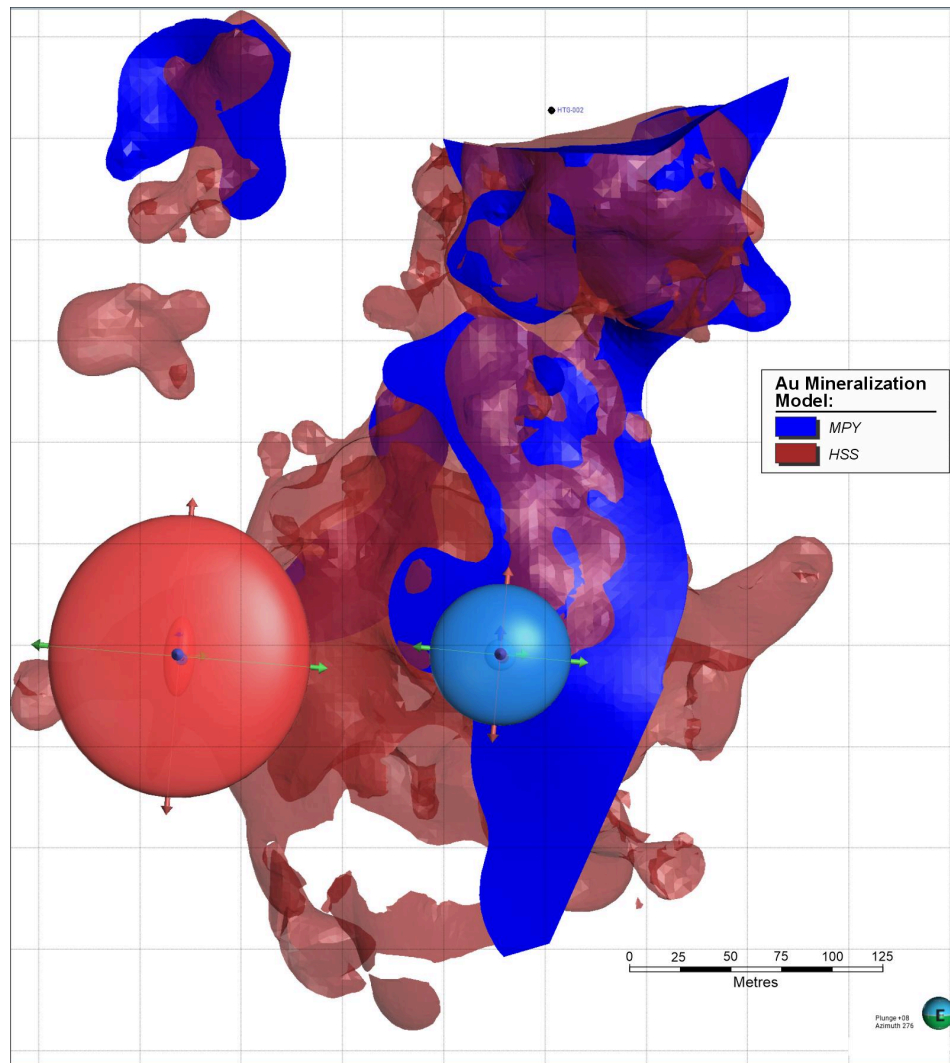 HTG-002
Au Mineralization
Model:
MPY
HSS
0 25 50 75 100 125
Metres
Plunge +08
Azimuth 276
E